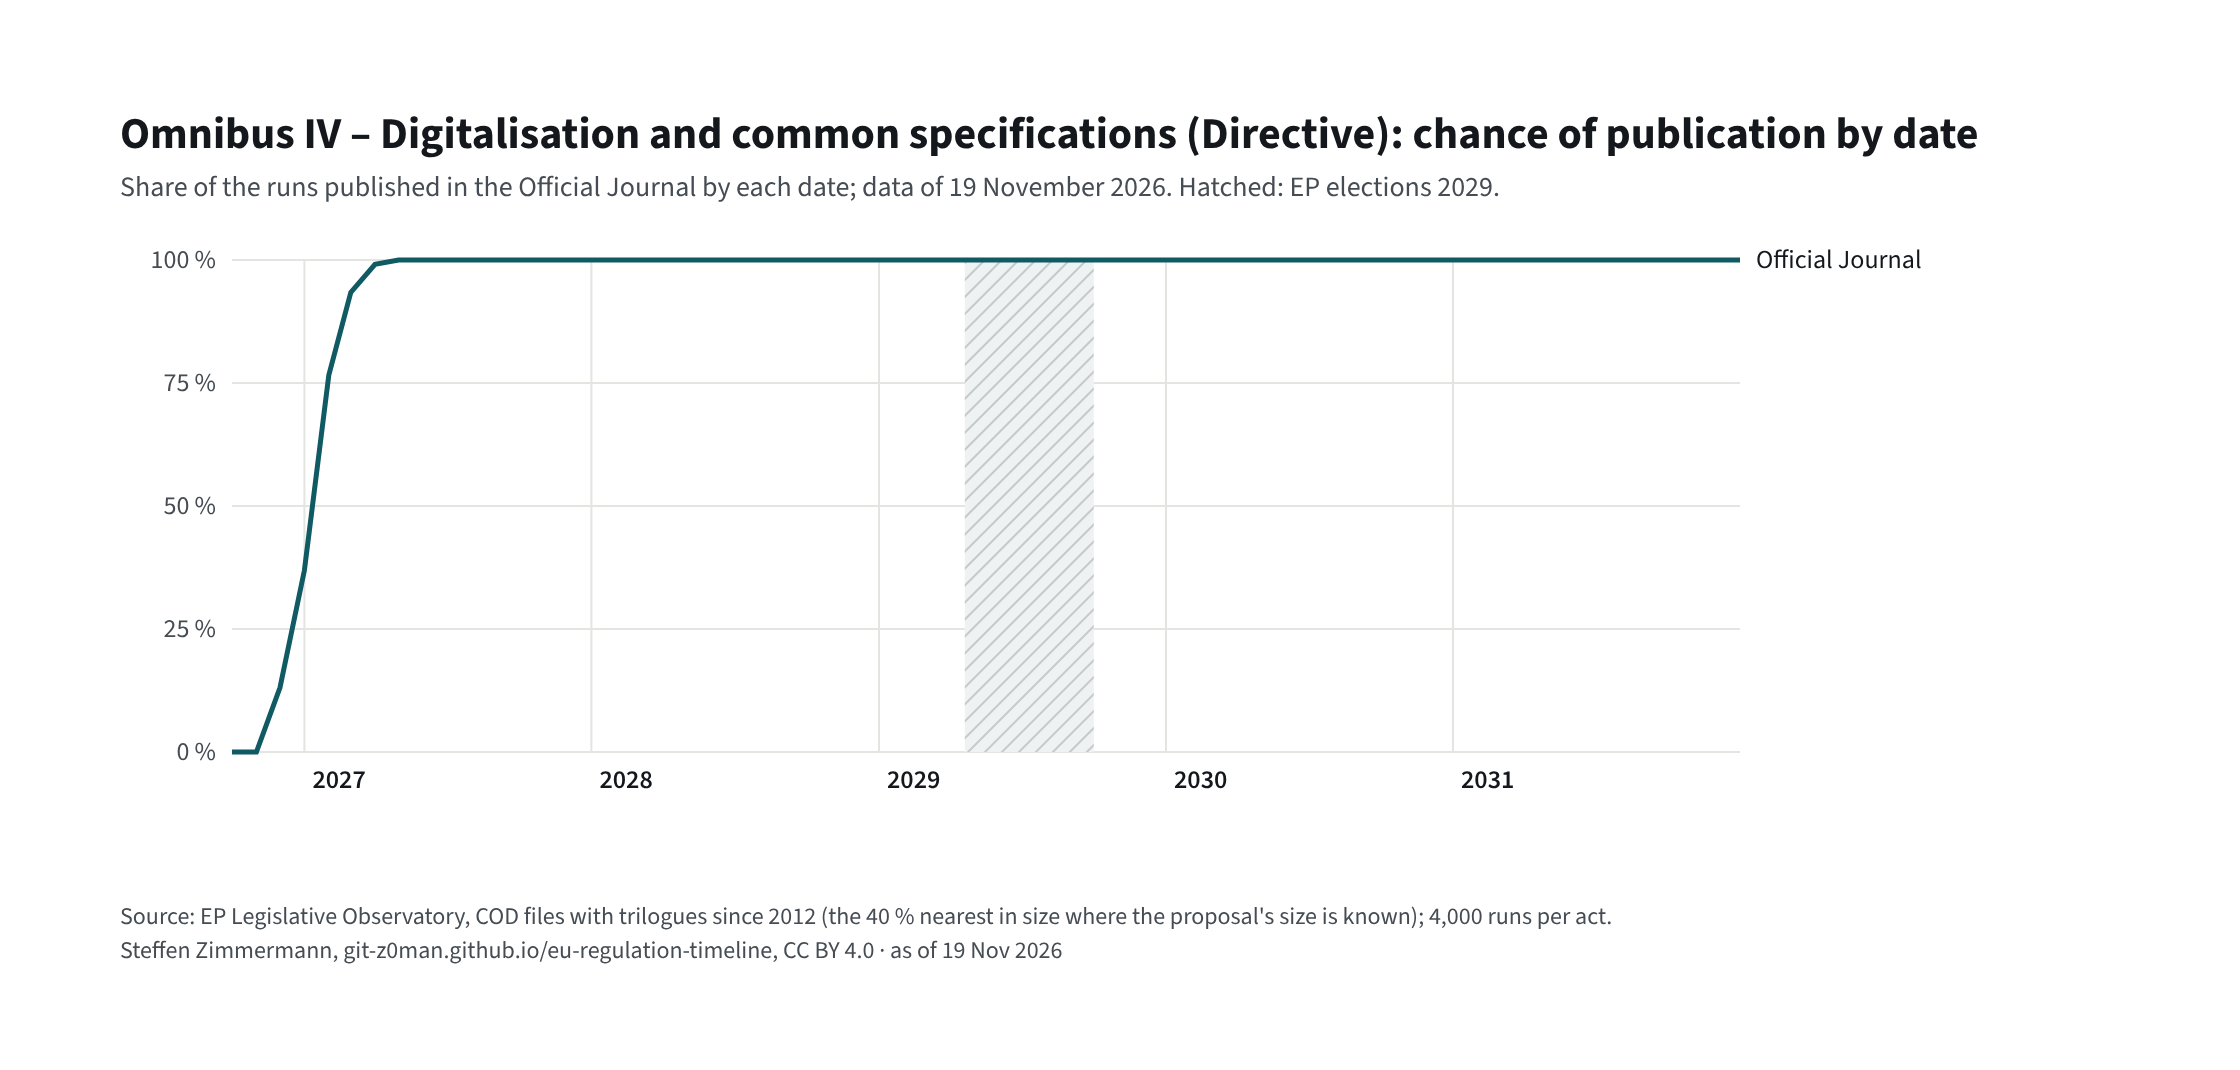 Omnibus IV – Digitalisation and common specifications (Directive): chance of publication by date
Share of the runs published in the Official Journal by each date; data of 19 November 2026. Hatched: EP elections 2029.
100 %
Official Journal
75 %
50 %
25 %
0 %
2027
2028
2029
2030
2031
Source: EP Legislative Observatory, COD files with trilogues since 2012 (the 40 % nearest in size where the proposal's size is known); 4,000 runs per act.
Steffen Zimmermann, git-z0man.github.io/eu-regulation-timeline, CC BY 4.0 · as of 19 Nov 2026